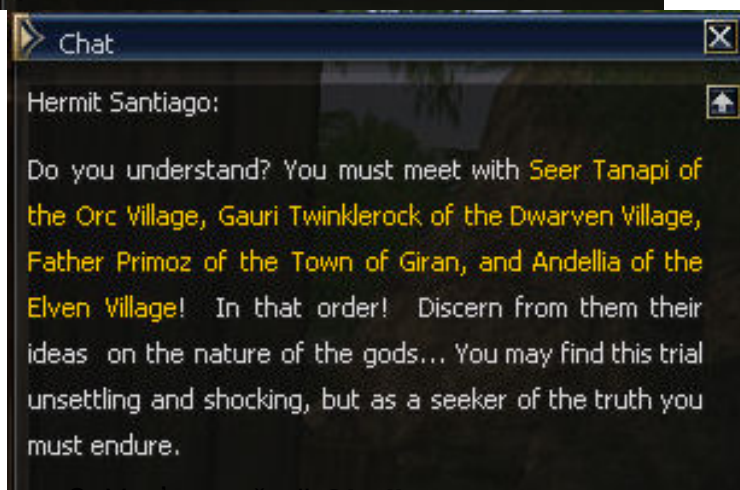 Chat
Hermit Santiago:
Do you understand? You must meet with Seer Tanapi of
the Orc Village, Gauri Twinklerock of the Dwarven Village,
Father Primoz of the Town of Giran, and Andellia of the
Elven Village! In that order! Discern from them their
ideas on the nature of the gods... You may find this trial
unsettling and shocking, but as a seeker of the truth you
must endure.